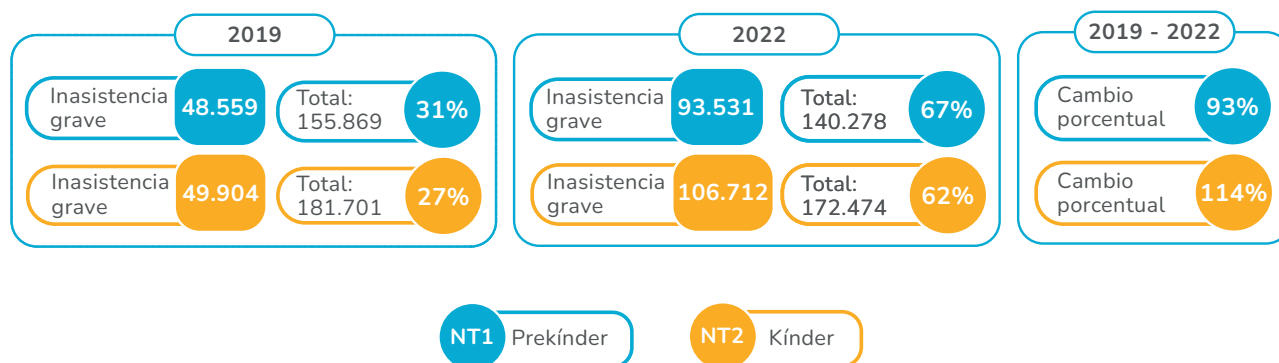 2019
Inasistencia
grave
48.559
Total:
155.869
31%
Inasistencia
grave
49.904
Total:
181.701
27%
2022
Inasistencia
grave
93.531
Total:
140.278
67%
Inasistencia
grave
106.712
Total:
172.474
62%
2019 - 2022
Cambio
porcentual
93%
Cambio
porcentual
114%
NT1 Prekínder
NT2 Kínder